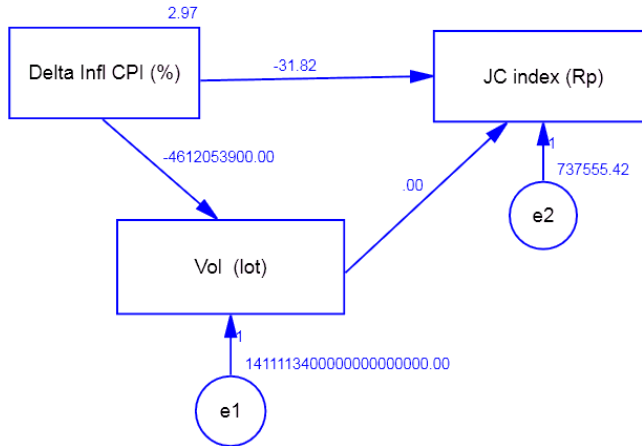 2.97
Delta Infl CPI (%)
-31.82
JC index (Rp)
-4612053900.00
1
737555.42
.00
e2
Vol (lot)
1
1411113400000000000000.00
e1